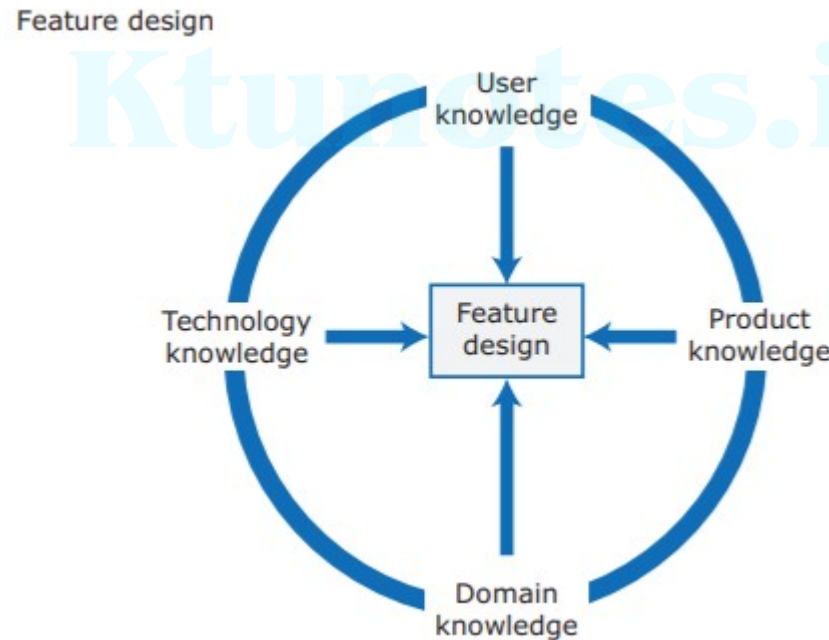 Feature design
Ktunotes.i
User
knowledge
Technology
knowledge
Feature
design
Product
knowledge
Domain
knowledge